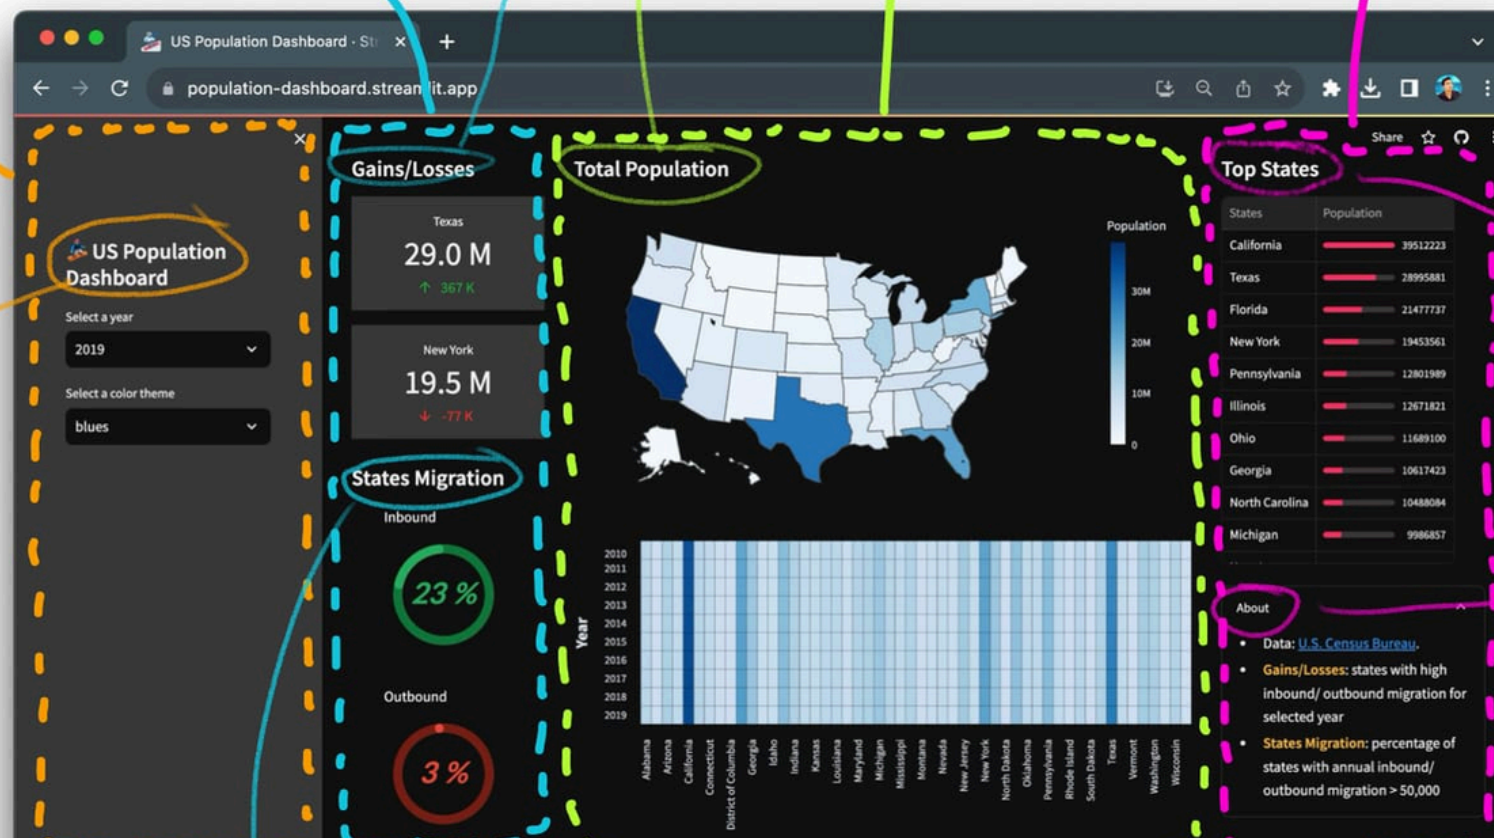 US Population Dashboard · St
population-dashboard.streamlit.app
Share
US Population
Dashboard
Select a year
2019
Select a color theme
blues
Gains/Losses
Texas
29.0 M
↑ 367 K
New York
19.5 M
↓ -77 K
States Migration
Inbound
23 %
Outbound
3 %
Total Population
Population
30M
20M
10M
0
Year
2010
2011
2012
2013
2014
2015
2016
2017
2018
2019
Alabama
Arizona
California
Connecticut
District of Columbia
Georgia
Idaho
Indiana
Kansas
Louisiana
Maryland
Michigan
Mississippi
Montana
Nevada
New Jersey
New York
North Dakota
Oklahoma
Pennsylvania
Rhode Island
South Dakota
Texas
Vermont
Washington
Wisconsin
Top States
States Population
California 39512223
Texas 28995881
Florida 21477737
New York 19453561
Pennsylvania 12801989
Illinois 12671821
Ohio 11689100
Georgia 10617423
North Carolina 10488084
Michigan 9986857
About
Data: U.S. Census Bureau.
Gains/Losses: states with high
inbound/ outbound migration for
selected year
States Migration: percentage of
states with annual inbound/
outbound migration > 50,000